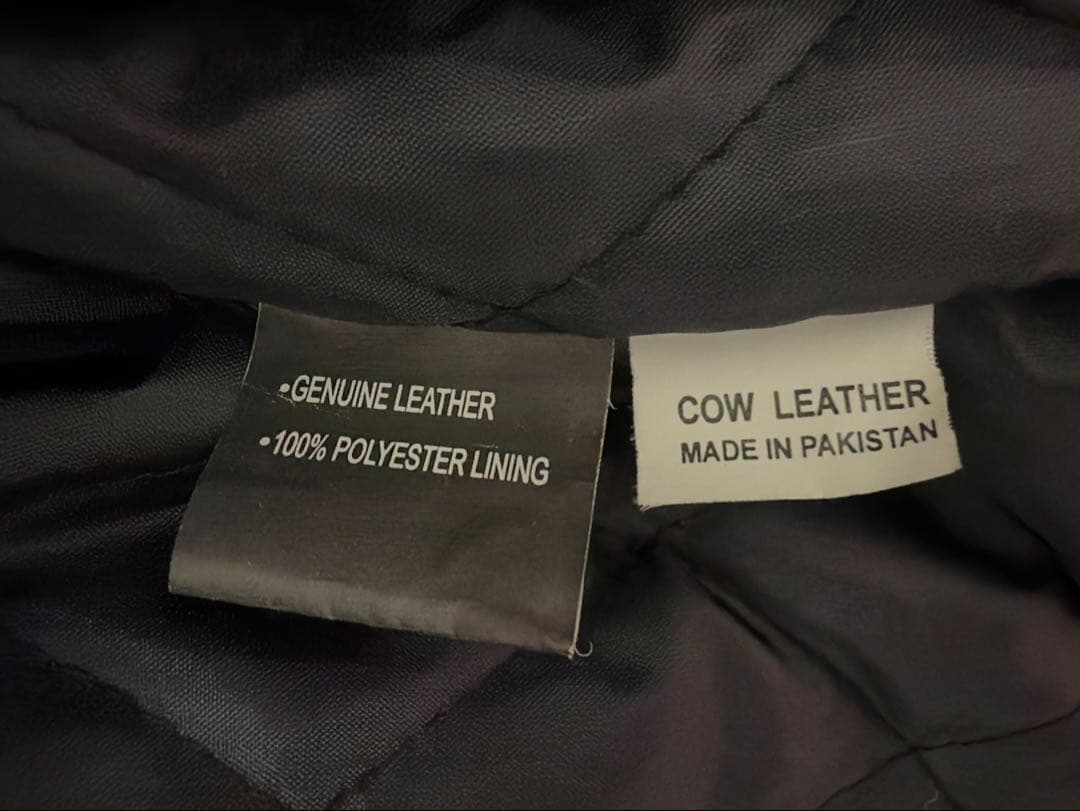 •GENUINE LEATHER
•100% POLYESTER LINING
COW LEATHER
MADE IN PAKISTAN